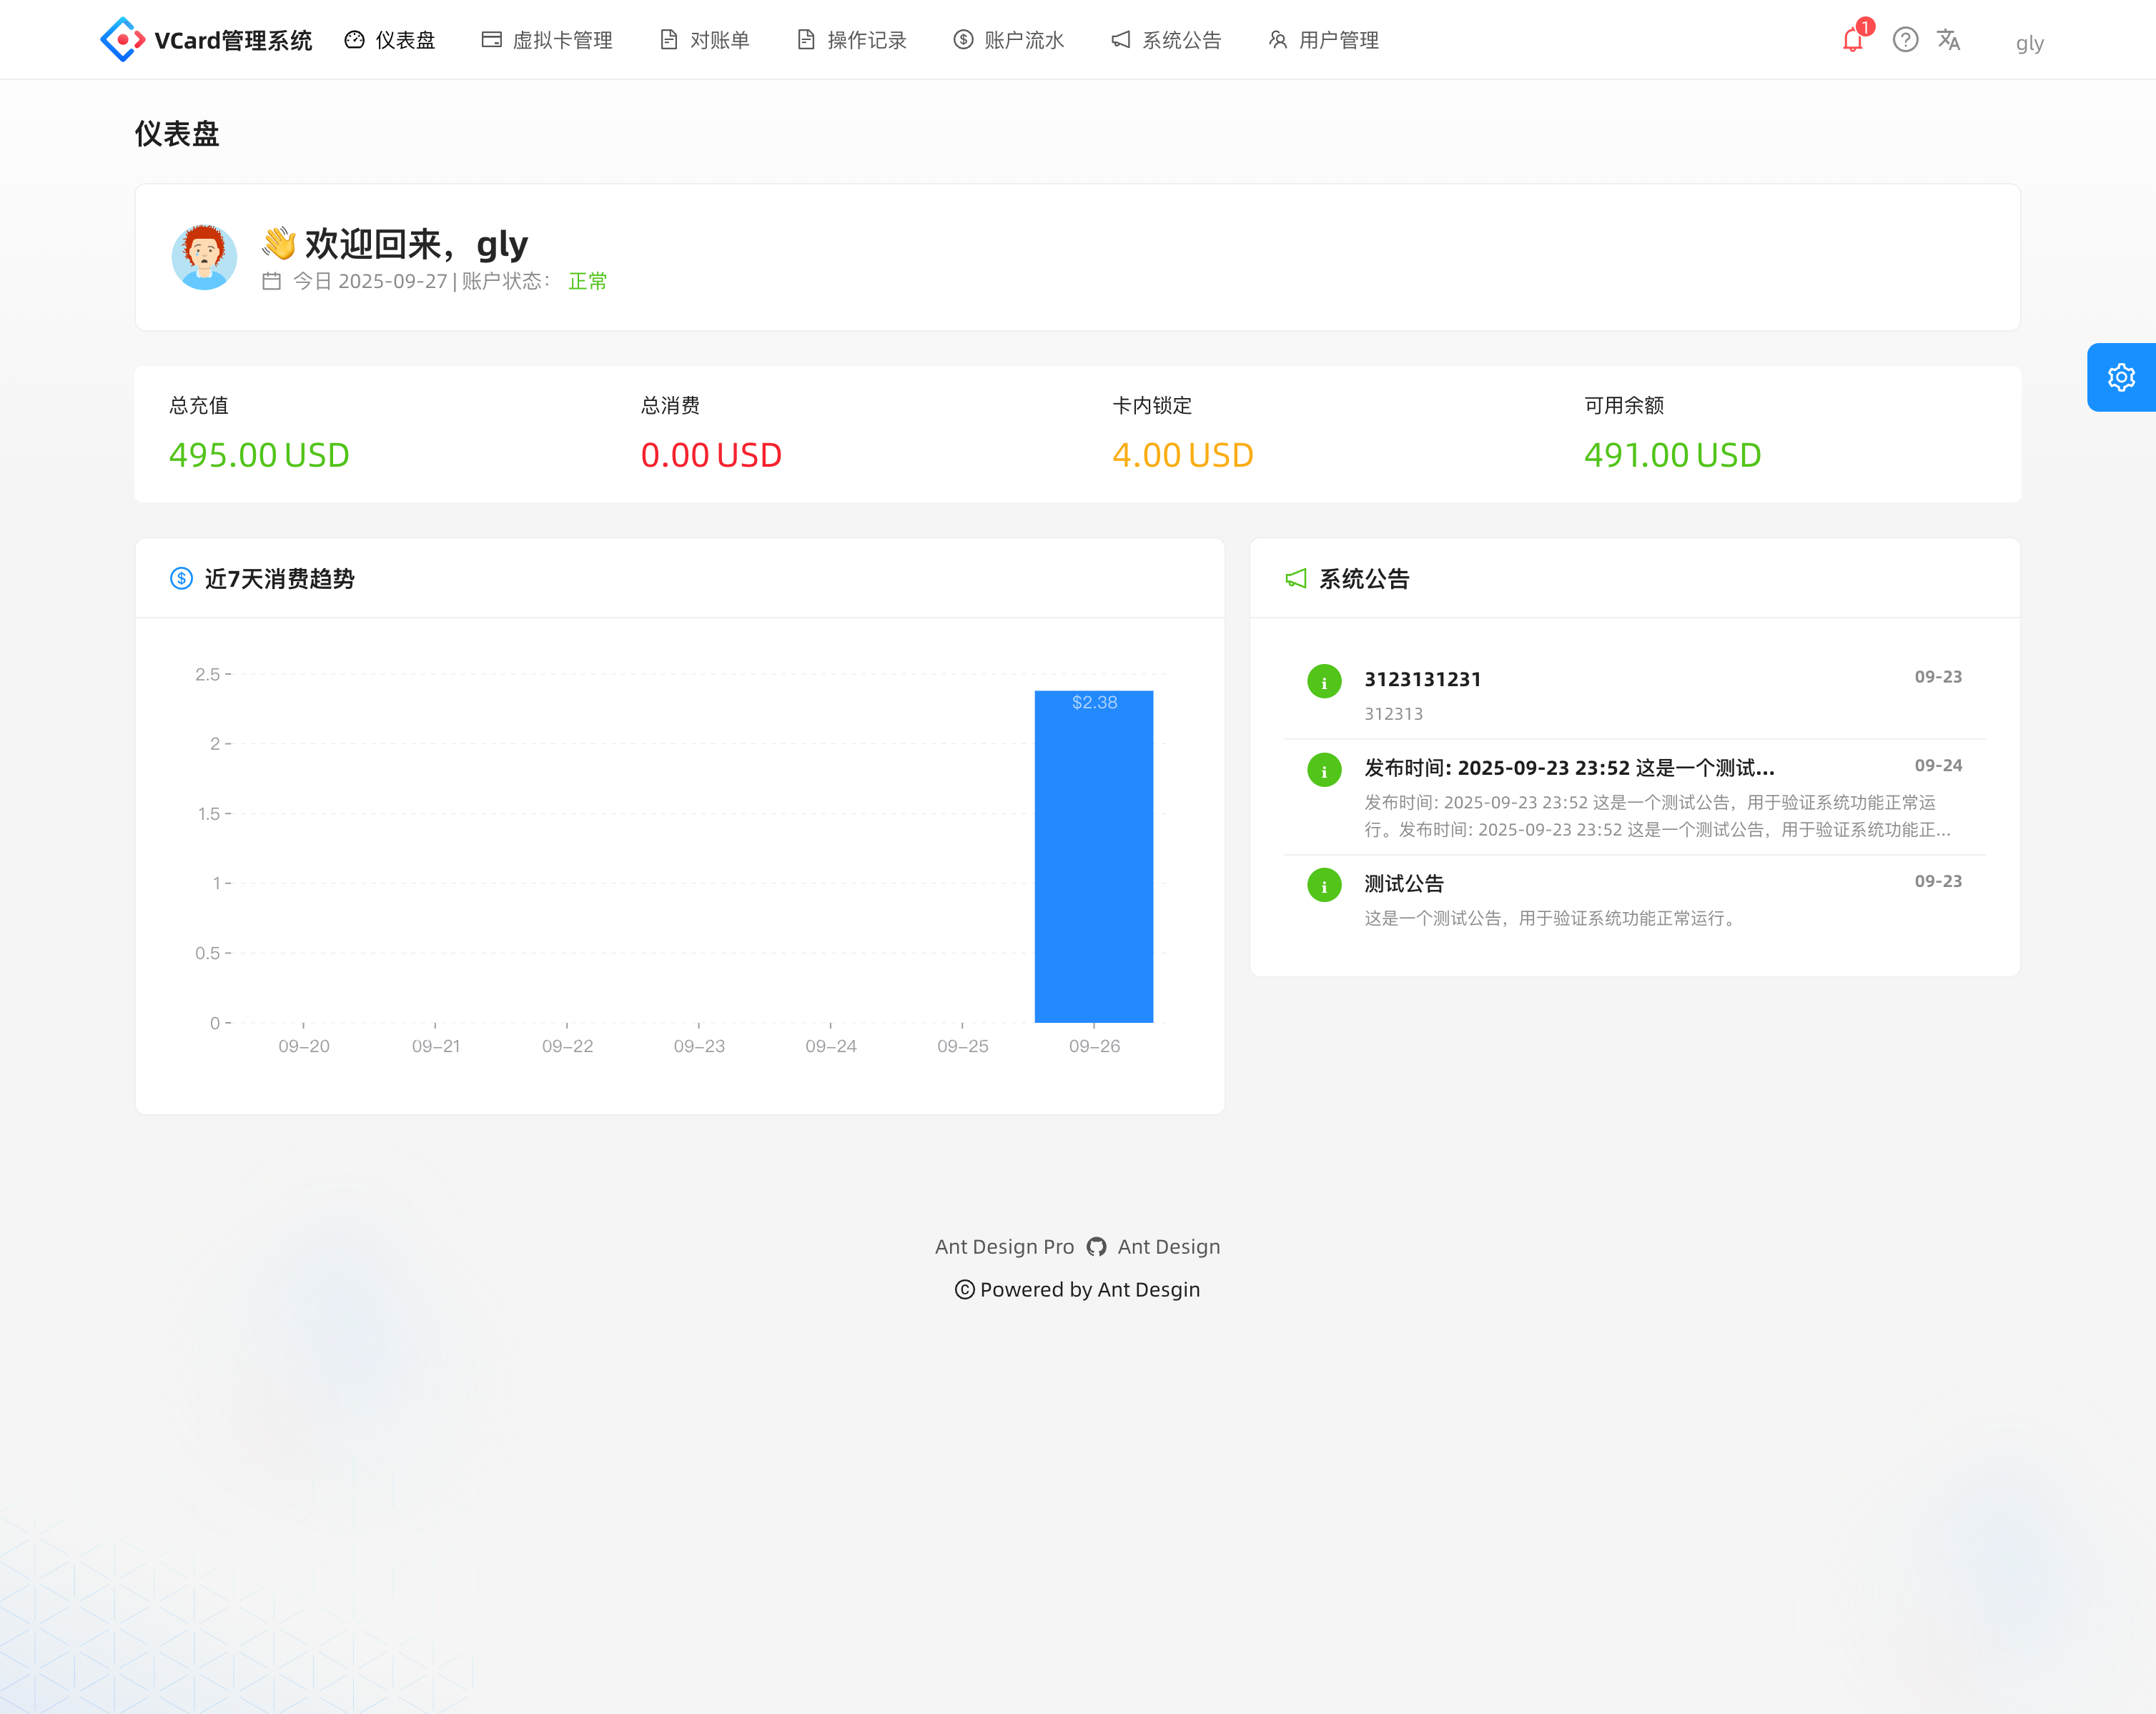 VCard管理系统 仪表盘 虚拟卡管理 对账单 操作记录 账户流水 系统公告 用户管理 1 gly
仪表盘
👋 欢迎回来，gly
今日 2025-09-27 | 账户状态： 正常
总充值 总消费 卡内锁定 可用余额
495.00 USD 0.00 USD 4.00 USD 491.00 USD
近7天消费趋势
2.5
$2.38
2
1.5
1
0.5
0
09-20 09-21 09-22 09-23 09-24 09-25 09-26
系统公告
3123131231 09-23
312313
发布时间: 2025-09-23 23:52 这是一个测试... 09-24
发布时间: 2025-09-23 23:52 这是一个测试公告，用于验证系统功能正常运
行。发布时间: 2025-09-23 23:52 这是一个测试公告，用于验证系统功能正...
测试公告 09-23
这是一个测试公告，用于验证系统功能正常运行。
Ant Design Pro Ant Design
© Powered by Ant Desgin